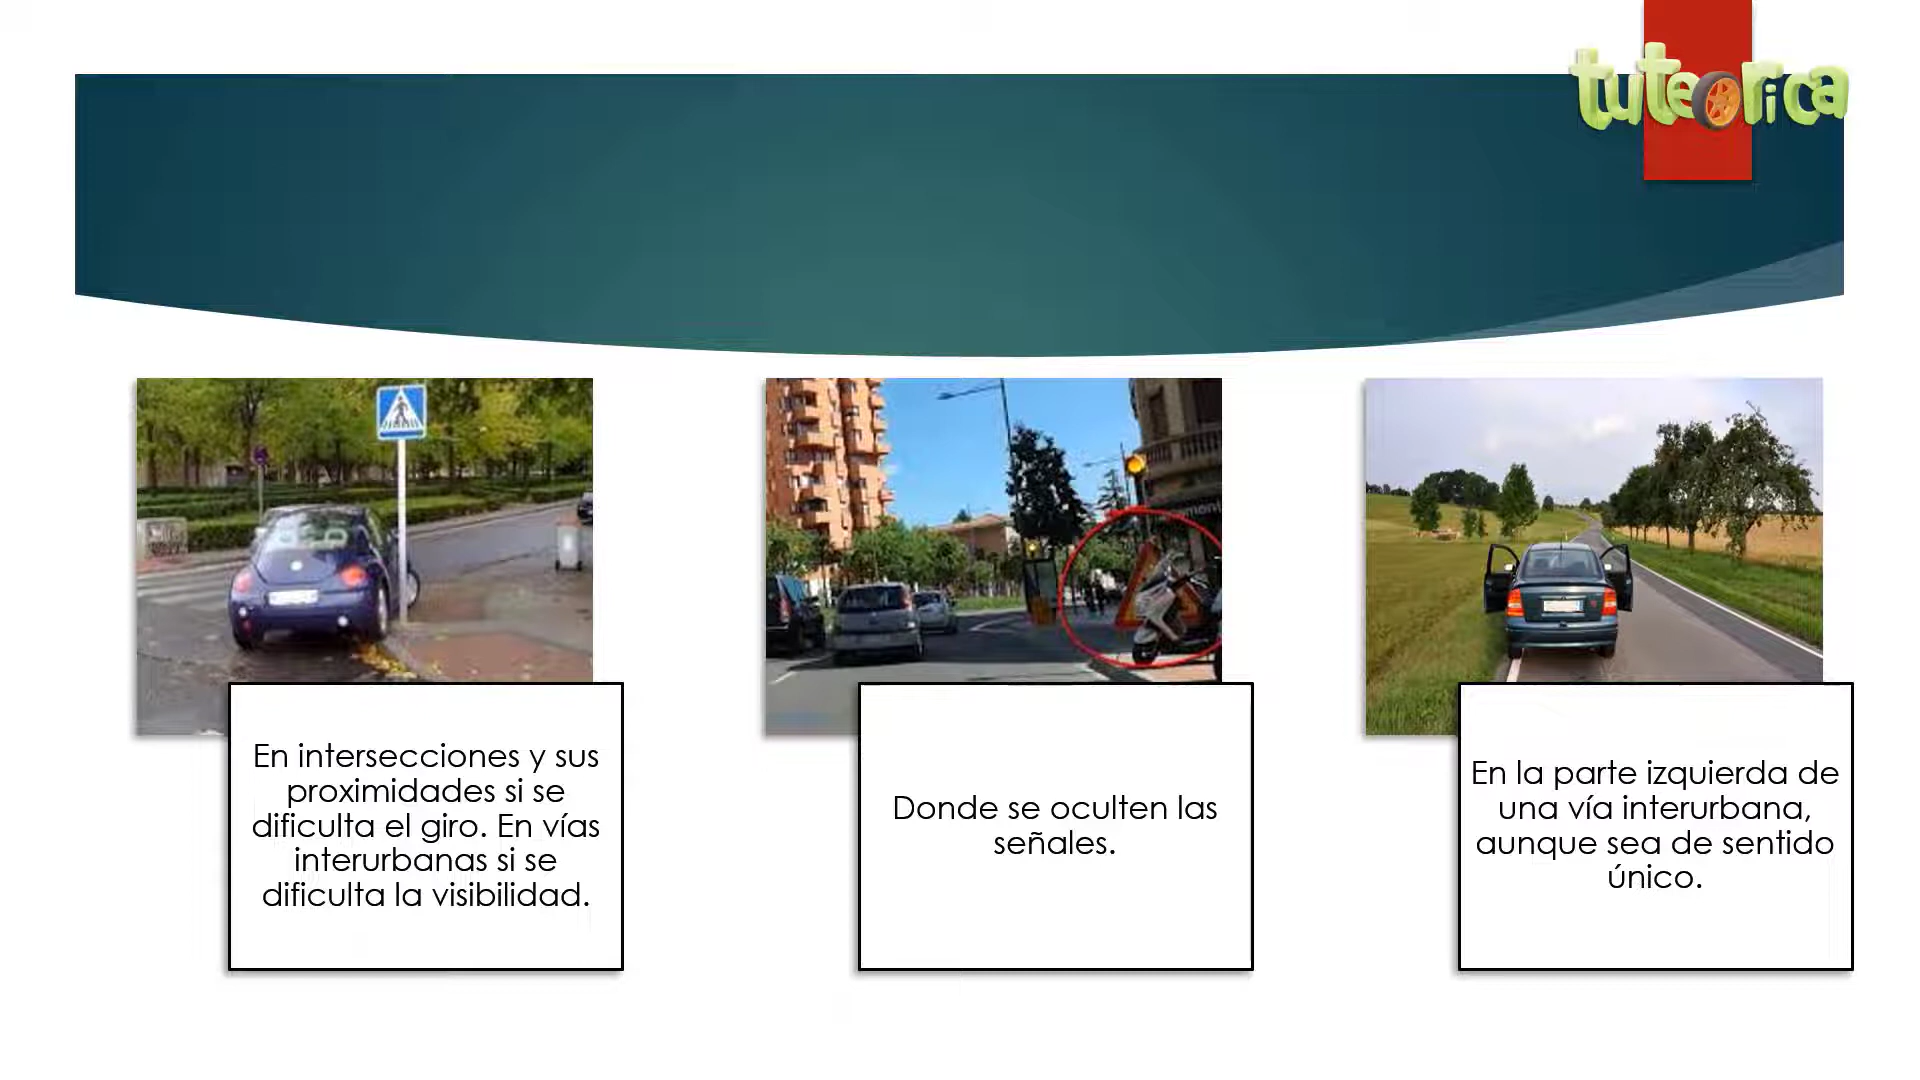 tuteorica
En intersecciones y sus
proximidades si se
dificulta el giro. En vías
interurbanas si se
dificulta la visibilidad.
Donde se oculten las
señales.
En la parte izquierda de
una vía interurbana,
aunque sea de sentido
único.